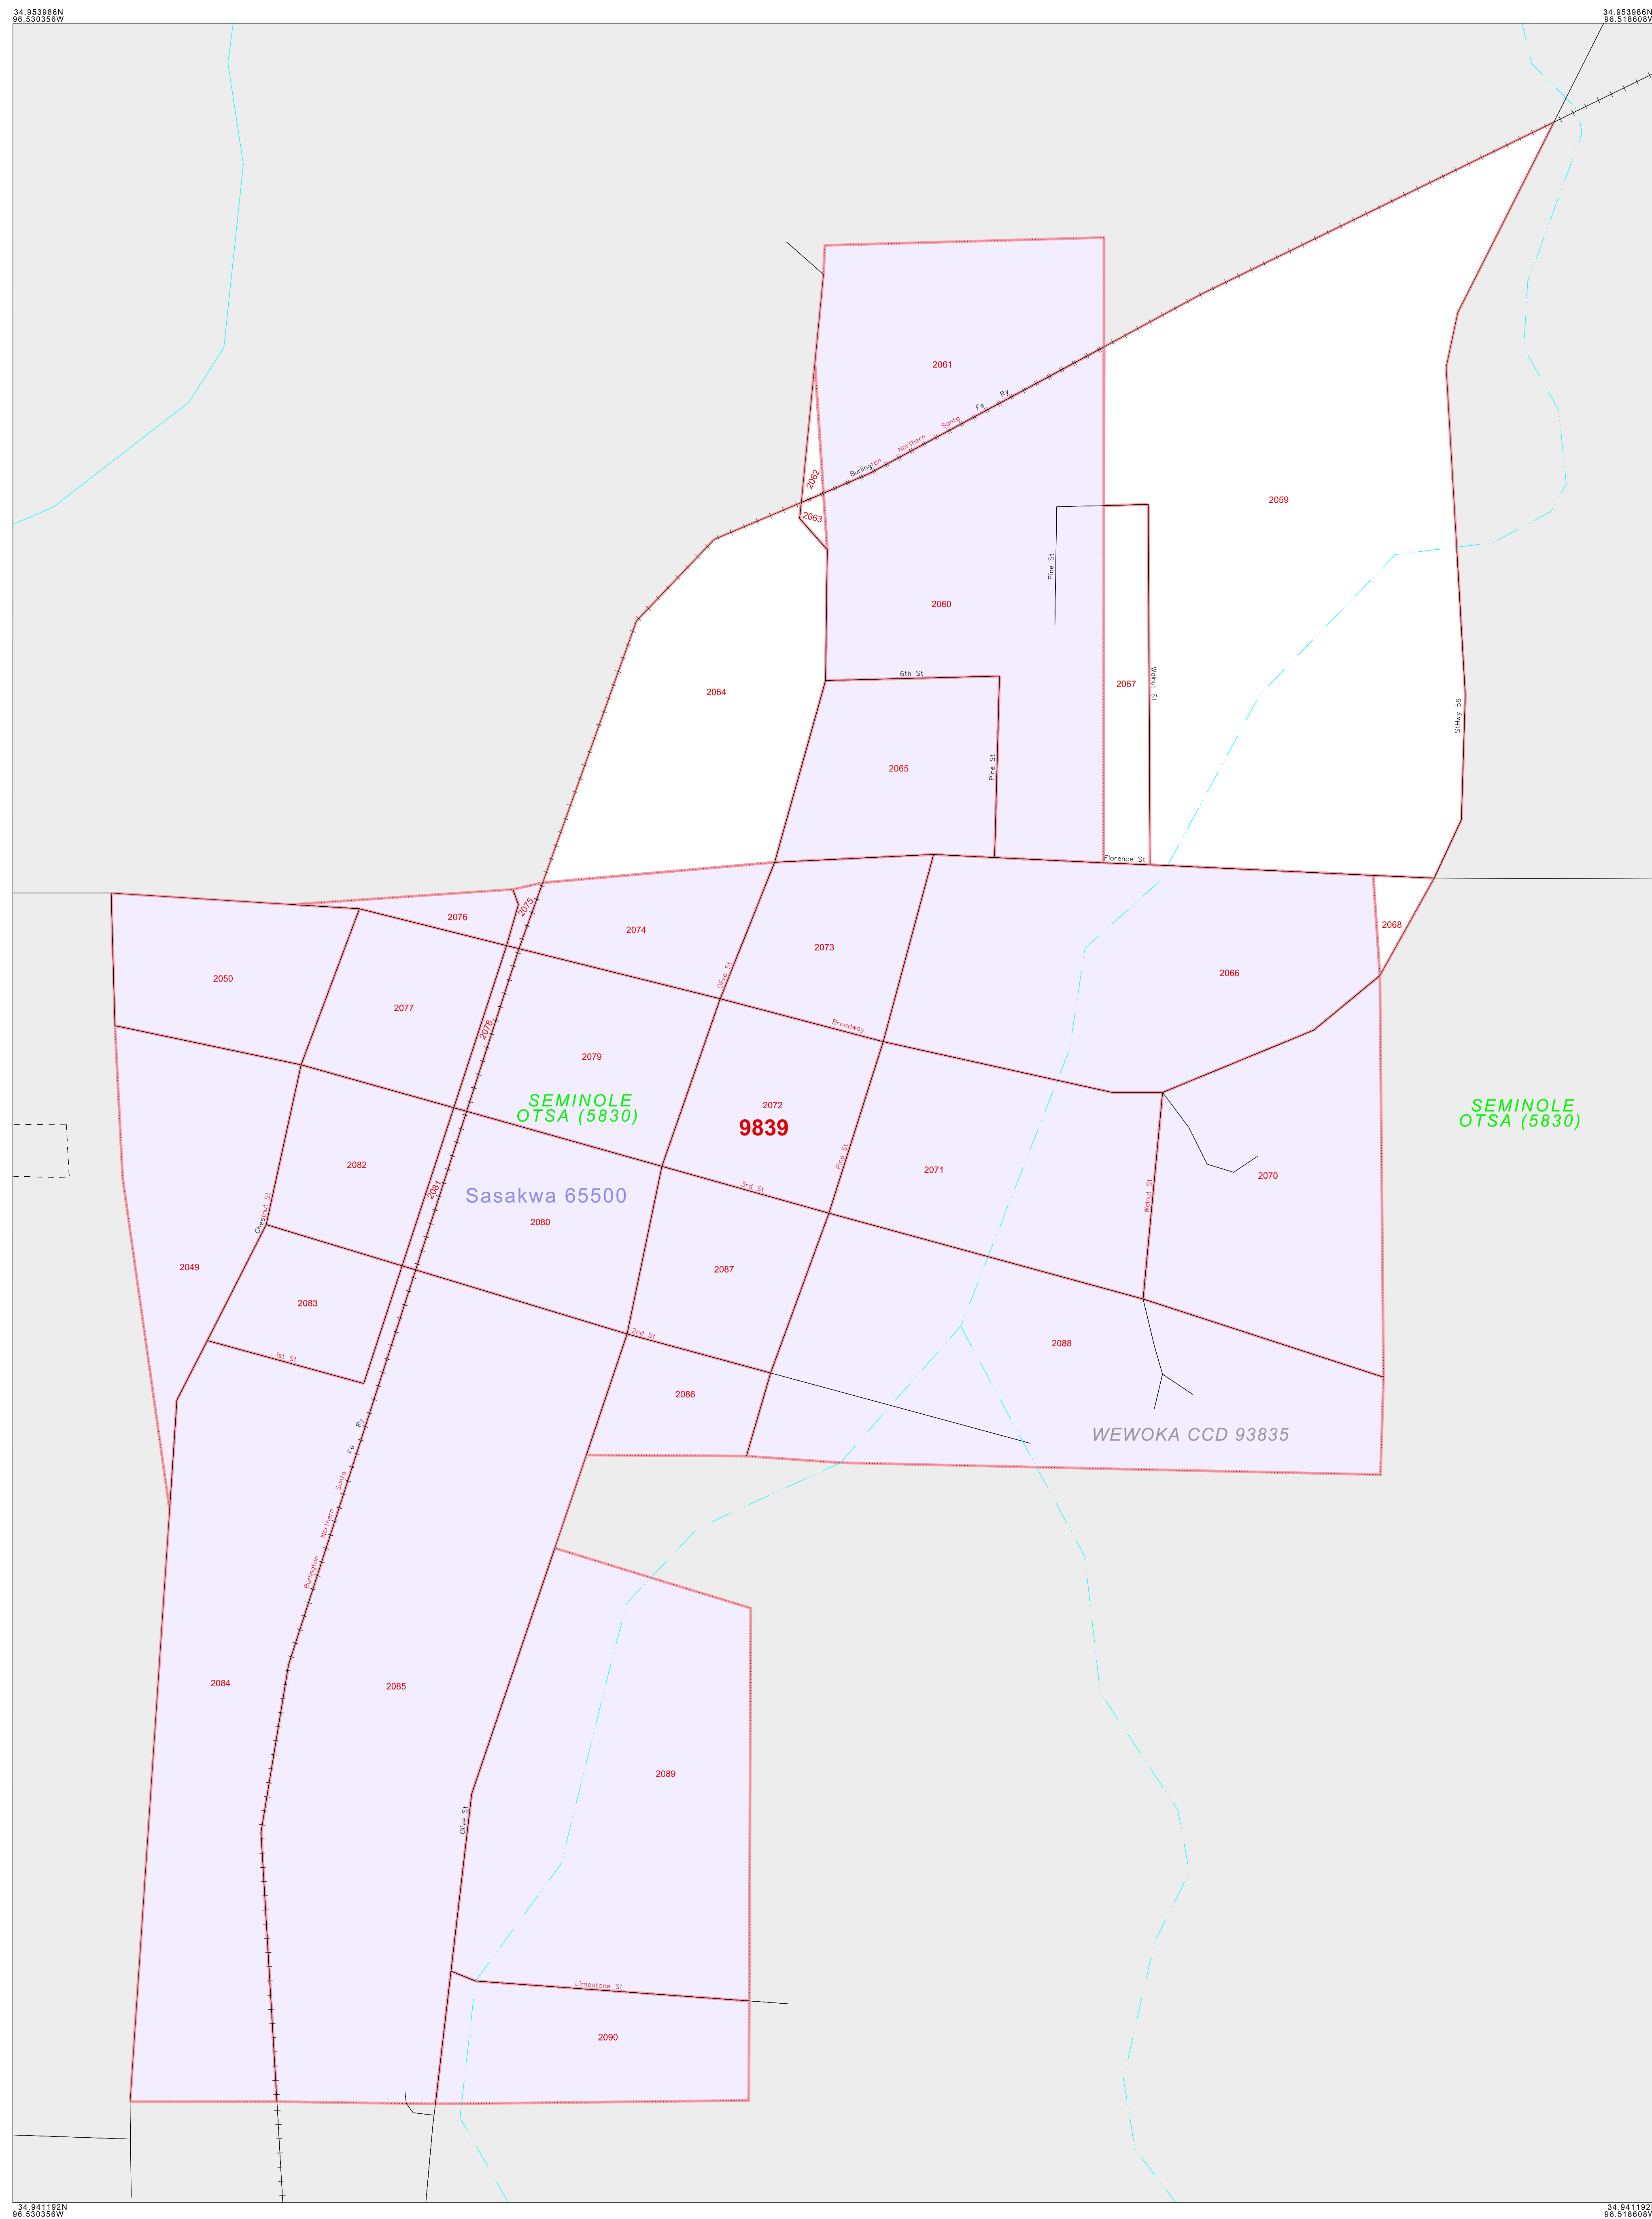 34.953986N
96.530356W
34.953986N
96.518608W
2061
Burlington Northern Santa Fe Ry
2062
2063
2059
Pine St
2060
6th St
Walnut St
2067
2064
StHwy 56
2065
Pine St
Florence St
2075
2076
2074
2073
2068
Olive St
2066
2050
2077
2078
Broadway
2079
SEMINOLE
OTSA (5830)
2072
9839
SEMINOLE
OTSA (5830)
Pine St
2082
2071
2070
2081
3rd St
Walnut St
Sasakwa 65500
Chestnut St
2080
2049
2087
2083
2nd St
2088
1st St
2086
WEWOKA CCD 93835
Burlington Northern Santa Fe Ry
2084
2085
2089
Olive St
Limestone St
2090
34.941192N
96.530356W
34.941192N
96.518608W